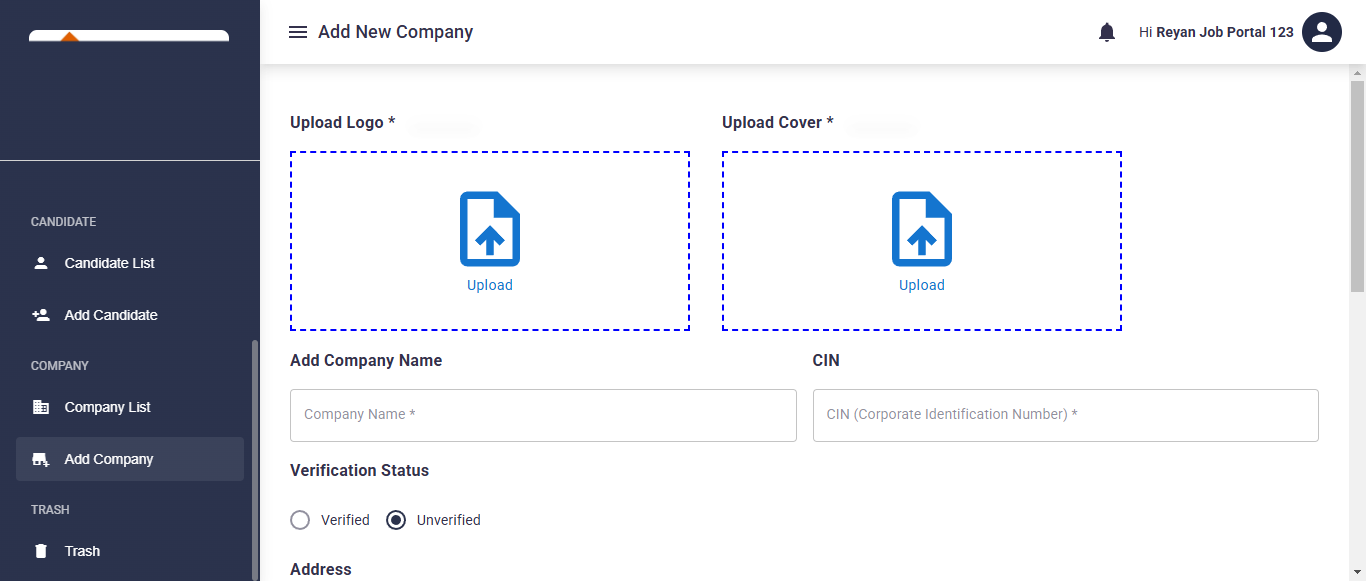 Add New Company
Hi Reyan Job Portal 123
CANDIDATE
Candidate List
Add Candidate
COMPANY
Company List
Add Company
TRASH
Trash
Upload Logo *
Upload Cover *
Upload
Upload
Add Company Name
CIN
Company Name *
CIN (Corporate Identification Number) *
Verification Status
Verified
Unverified
Address